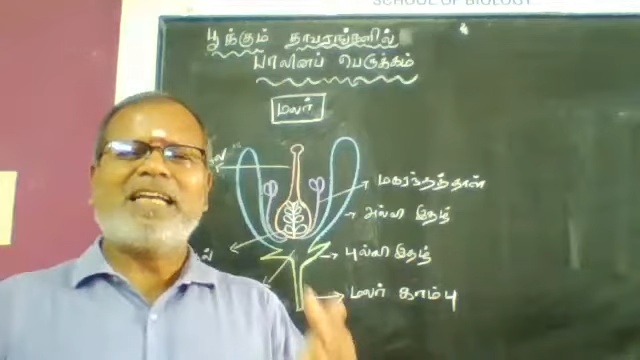 SCHOOL OF BIOLOGY
பூக்கும் தாவரங்களில்
பாலினப் பெருக்கம்
மலர்
மகரந்தத்தாள்
அல்லி இதழ்
புல்லி இதழ்
மலர் காம்பு